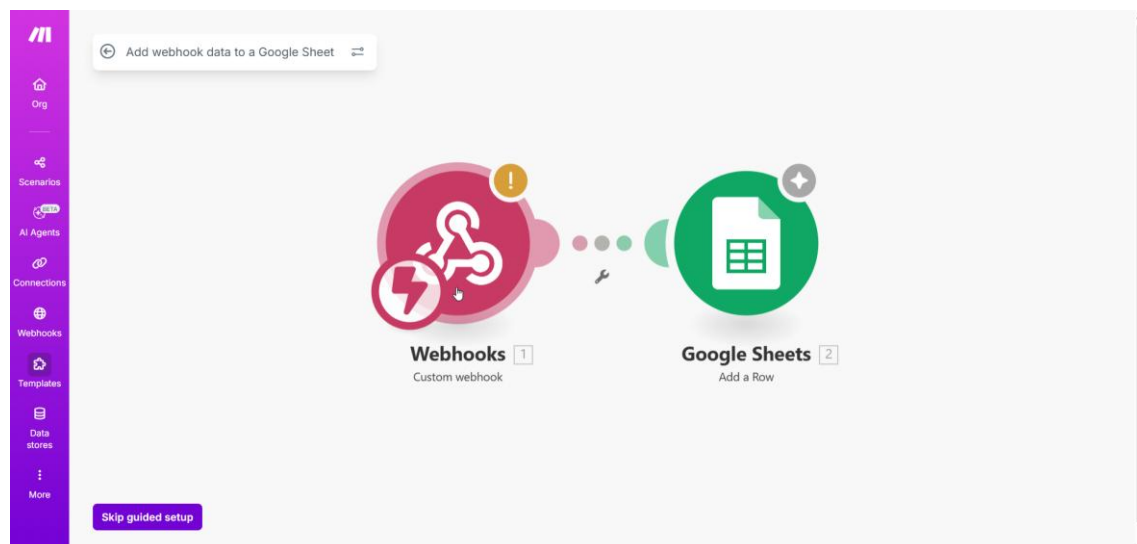 Add webhook data to a Google Sheet
Org
Scenarios
BETA
AI Agents
Connections
Webhooks
Templates
Data
stores
More
!
Webhooks 1
Custom webhook
Google Sheets 2
Add a Row
Skip guided setup